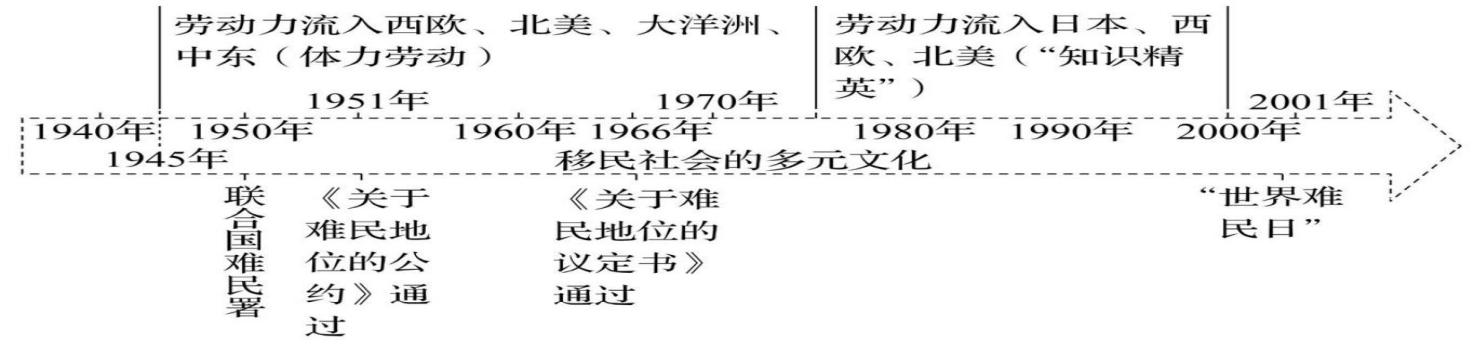 劳动力流入西欧、北美、大洋洲、
中东（体力劳动）
劳动力流入日本、西
欧、北美（“知识精
英”）
1951年
1970年
2001年
1940年
1950年
1960年
1966年
1980年
1990年
2000年
1945年
移民社会的多元文化
联合国难民署
《关于
难民地
位的公
约》通
过
《关于难
民地位的
议定书》
通过
“世界难
民日”